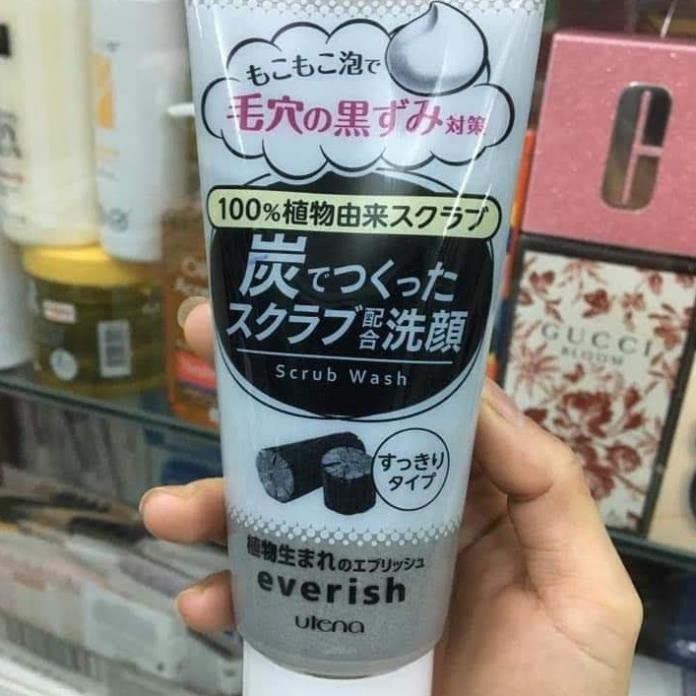 もこもこ泡で
毛穴の黒ずみ対策
100%植物由来スクラブ
炭でつくった
スクラブ配合洗顔
Scrub Wash
すっきり
タイプ
植物生まれのエブリッシュ
everish
utena
GUCCI
BLOOM